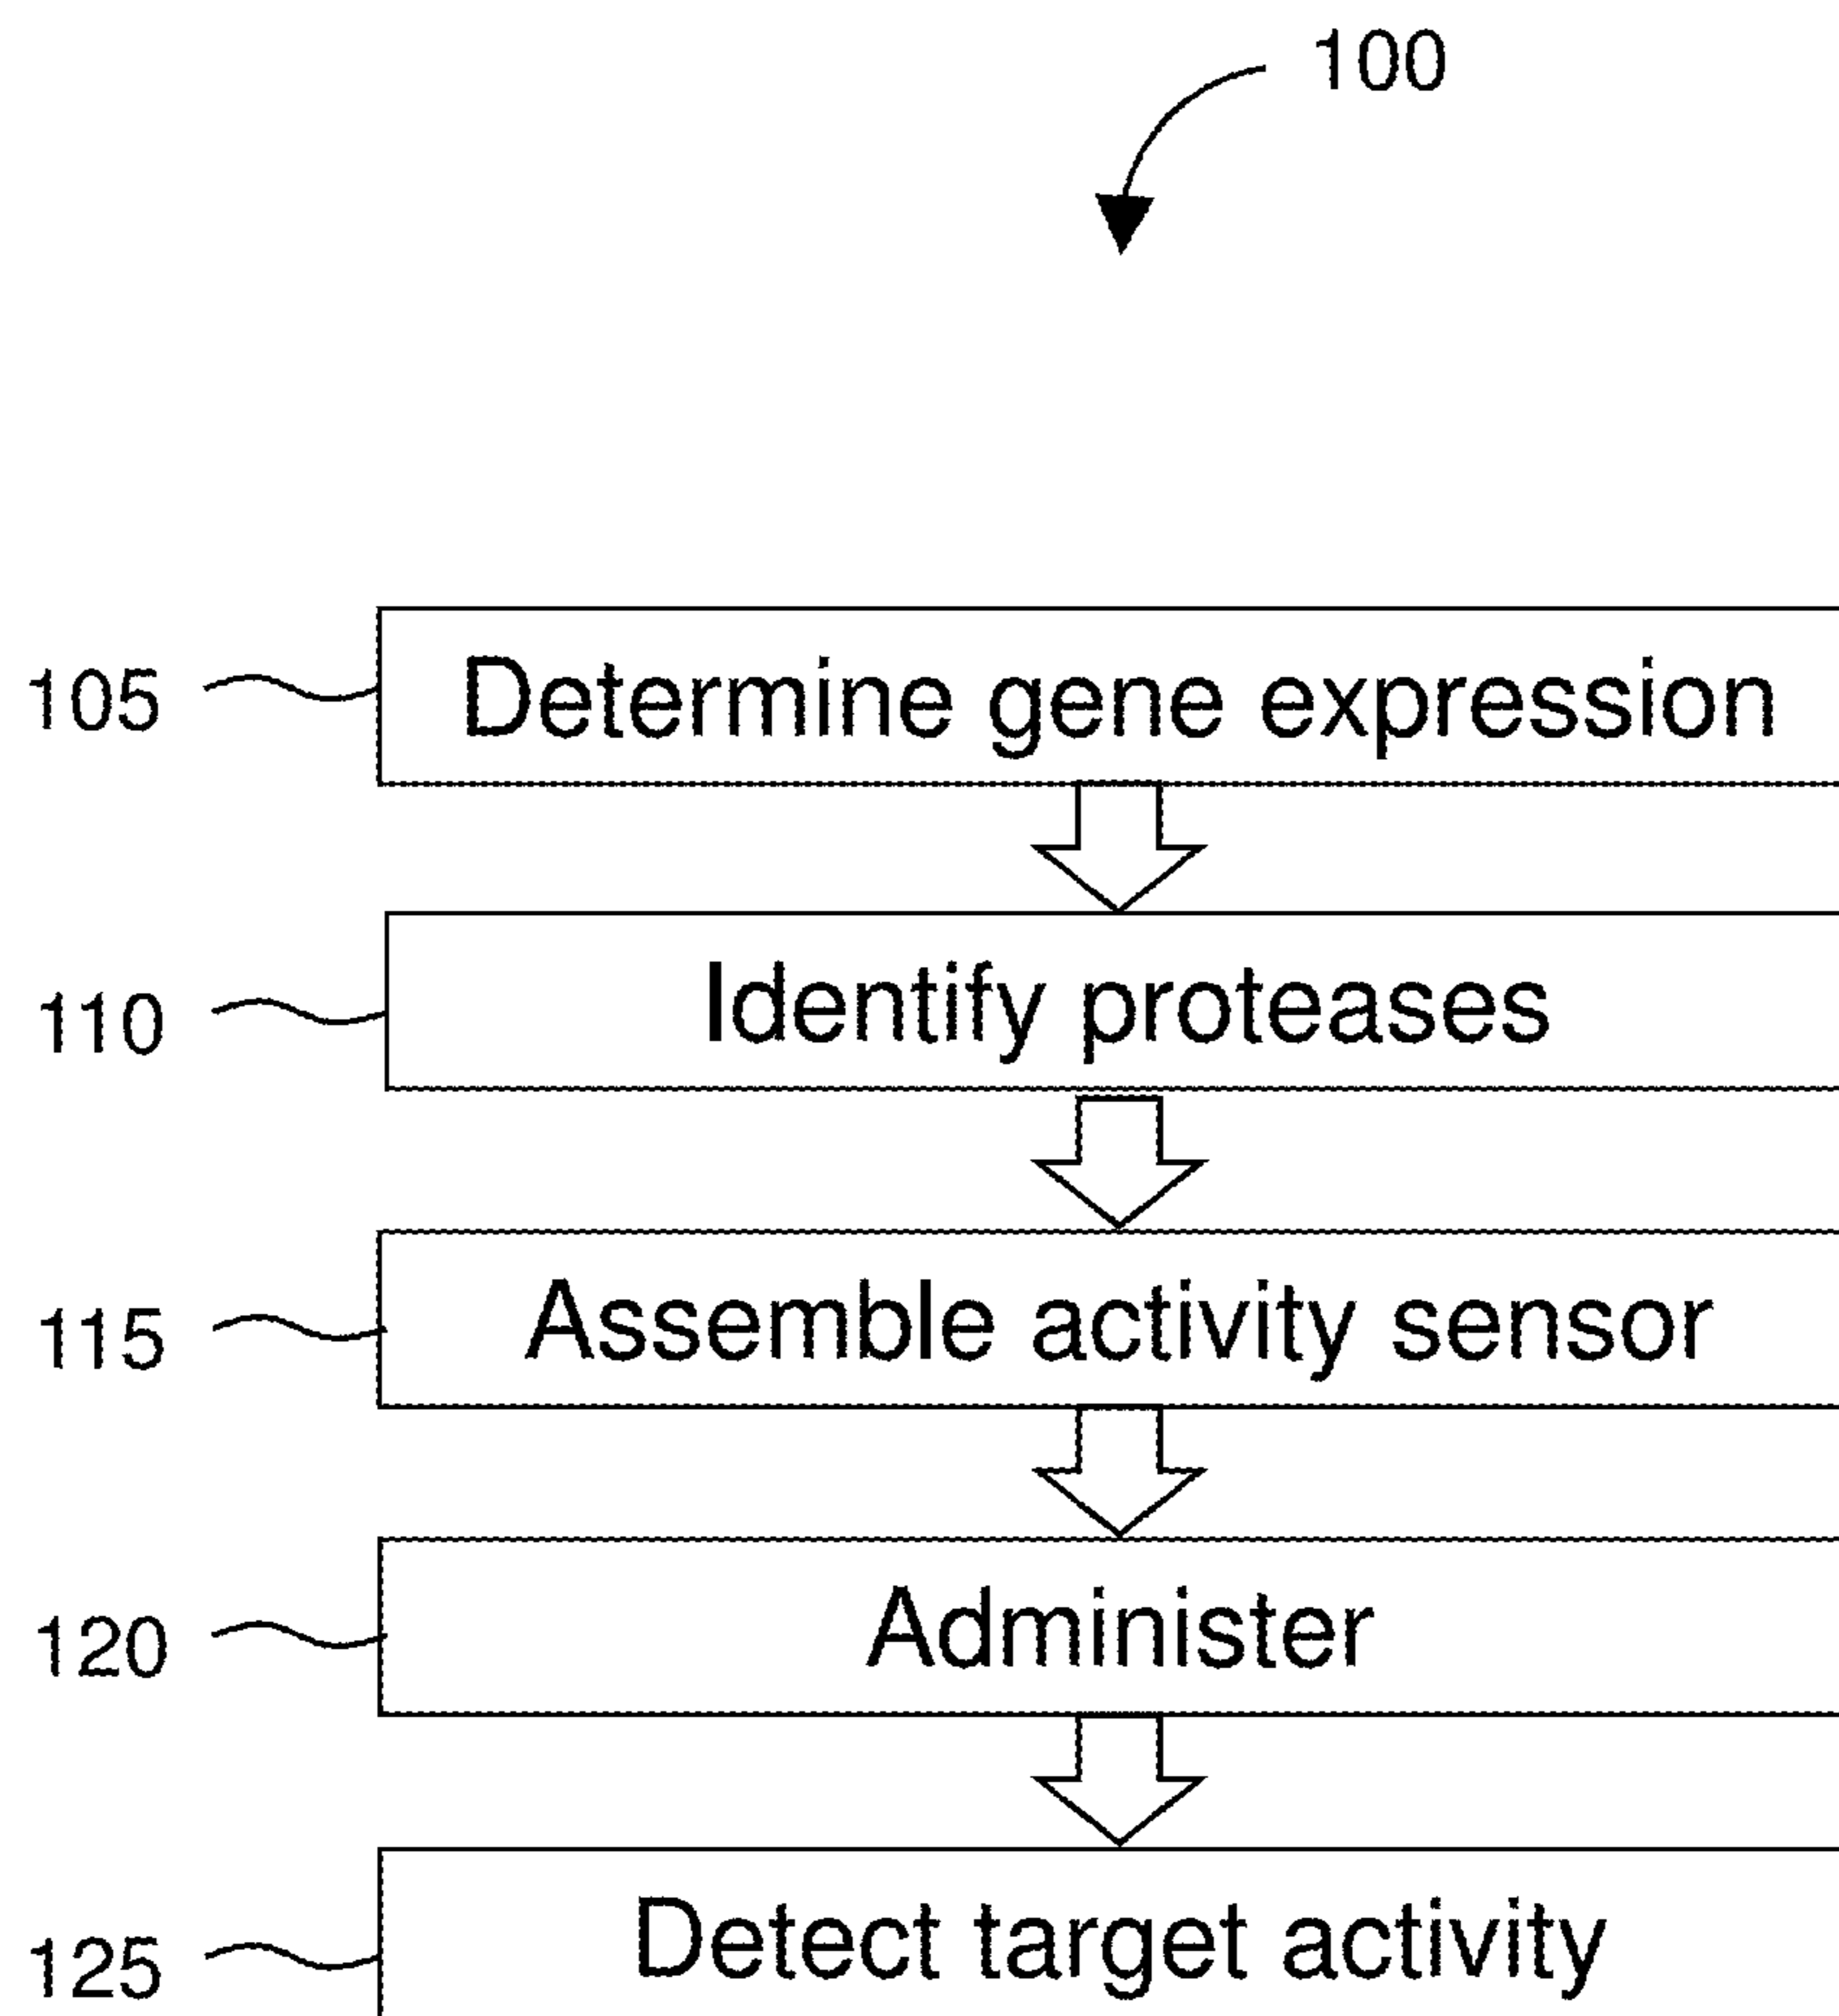 100
105 Determine gene expression
110 Identify proteases
115 Assemble activity sensor
120 Administer
125 Detect target activity